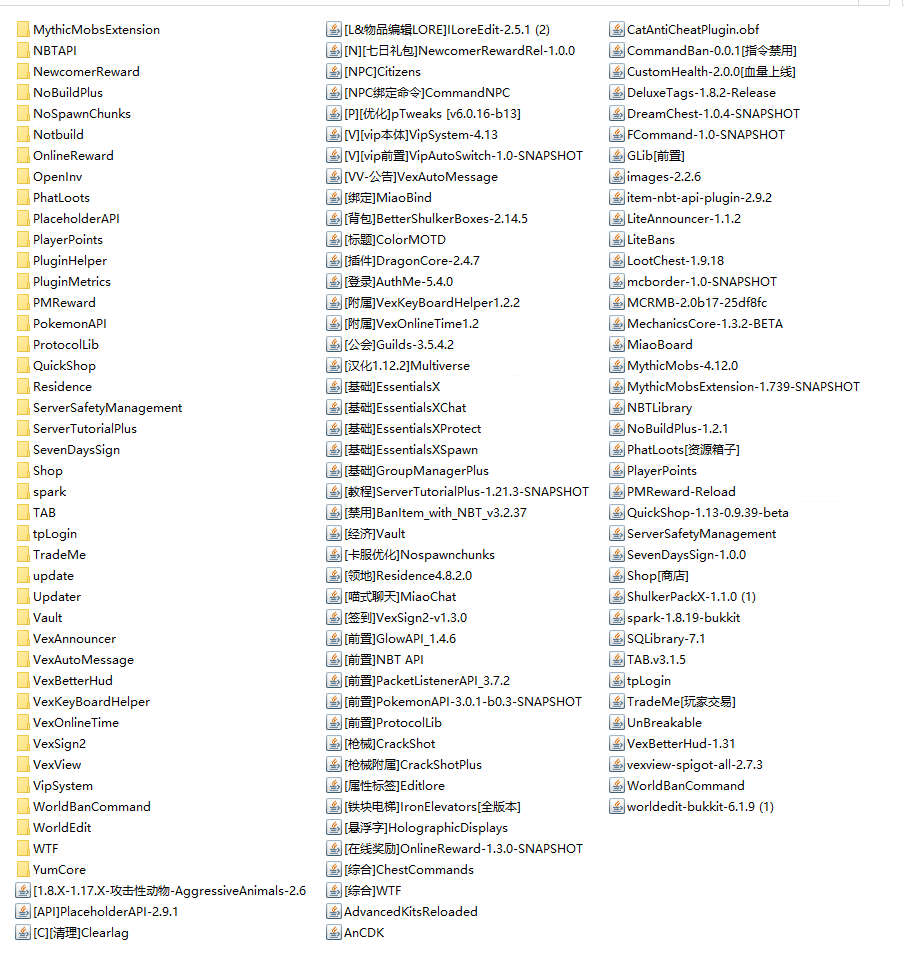 MythicMobsExtension
NBTAPI
NewcomerReward
NoBuildPlus
NoSpawnChunks
Notbuild
OnlineReward
OpenInv
PhatLoots
PlaceholderAPI
PlayerPoints
PluginHelper
PluginMetrics
PMReward
PokemonAPI
ProtocolLib
QuickShop
Residence
ServerSafetyManagement
ServerTutorialPlus
SevenDaysSign
Shop
spark
TAB
tpLogin
TradeMe
update
Updater
Vault
VexAnnouncer
VexAutoMessage
VexBetterHud
VexKeyBoardHelper
VexOnlineTime
VexSign2
VexView
VipSystem
WorldBanCommand
WorldEdit
WTF
YumCore
[1.8.X-1.17.X-攻击性动物-AggressiveAnimals-2.6
[API]PlaceholderAPI-2.9.1
[C][清理]Clearlag
[L&物品编辑LORE]ILoreEdit-2.5.1 (2)
[N][七日礼包]NewcomerRewardRel-1.0.0
[NPC]Citizens
[NPC绑定命令]CommandNPC
[P][优化]pTweaks [v6.0.16-b13]
[V][vip本体]VipSystem-4.13
[V][vip前置]VipAutoSwitch-1.0-SNAPSHOT
[VV-公告]VexAutoMessage
[绑定]MiaoBind
[背包]BetterShulkerBoxes-2.14.5
[标题]ColorMOTD
[插件]DragonCore-2.4.7
[登录]AuthMe-5.4.0
[附属]VexKeyBoardHelper1.2.2
[附属]VexOnlineTime1.2
[公会]Guilds-3.5.4.2
[汉化1.12.2]Multiverse
[基础]EssentialsX
[基础]EssentialsXChat
[基础]EssentialsXProtect
[基础]EssentialsXSpawn
[基础]GroupManagerPlus
[教程]ServerTutorialPlus-1.21.3-SNAPSHOT
[禁用]BanItem_with_NBT_v3.2.37
[经济]Vault
[卡服优化]Nospawnchunks
[领地]Residence4.8.2.0
[喵式聊天]MiaoChat
[签到]VexSign2-v1.3.0
[前置]GlowAPI_1.4.6
[前置]NBT API
[前置]PacketListenerAPI_3.7.2
[前置]PokemonAPI-3.0.1-b0.3-SNAPSHOT
[前置]ProtocolLib
[枪械]CrackShot
[枪械附属]CrackShotPlus
[属性标签]Editlore
[铁块电梯]IronElevators[全版本]
[悬浮字]HolographicDisplays
[在线奖励]OnlineReward-1.3.0-SNAPSHOT
[综合]ChestCommands
[综合]WTF
AdvancedKitsReloaded
AnCDK
CatAntiCheatPlugin.obf
CommandBan-0.0.1[指令禁用]
CustomHealth-2.0.0[血量上线]
DeluxeTags-1.8.2-Release
DreamChest-1.0.4-SNAPSHOT
FCommand-1.0-SNAPSHOT
GLib[前置]
images-2.2.6
item-nbt-api-plugin-2.9.2
LiteAnnouncer-1.1.2
LiteBans
LootChest-1.9.18
mcborder-1.0-SNAPSHOT
MCRMB-2.0b17-25df8fc
MechanicsCore-1.3.2-BETA
MiaoBoard
MythicMobs-4.12.0
MythicMobsExtension-1.739-SNAPSHOT
NBTLibrary
NoBuildPlus-1.2.1
PhatLoots[资源箱子]
PlayerPoints
PMReward-Reload
QuickShop-1.13-0.9.39-beta
ServerSafetyManagement
SevenDaysSign-1.0.0
Shop[商店]
ShulkerPackX-1.1.0 (1)
spark-1.8.19-bukkit
SQLibrary-7.1
TAB.v3.1.5
tpLogin
TradeMe[玩家交易]
UnBreakable
VexBetterHud-1.31
vexview-spigot-all-2.7.3
WorldBanCommand
worldedit-bukkit-6.1.9 (1)